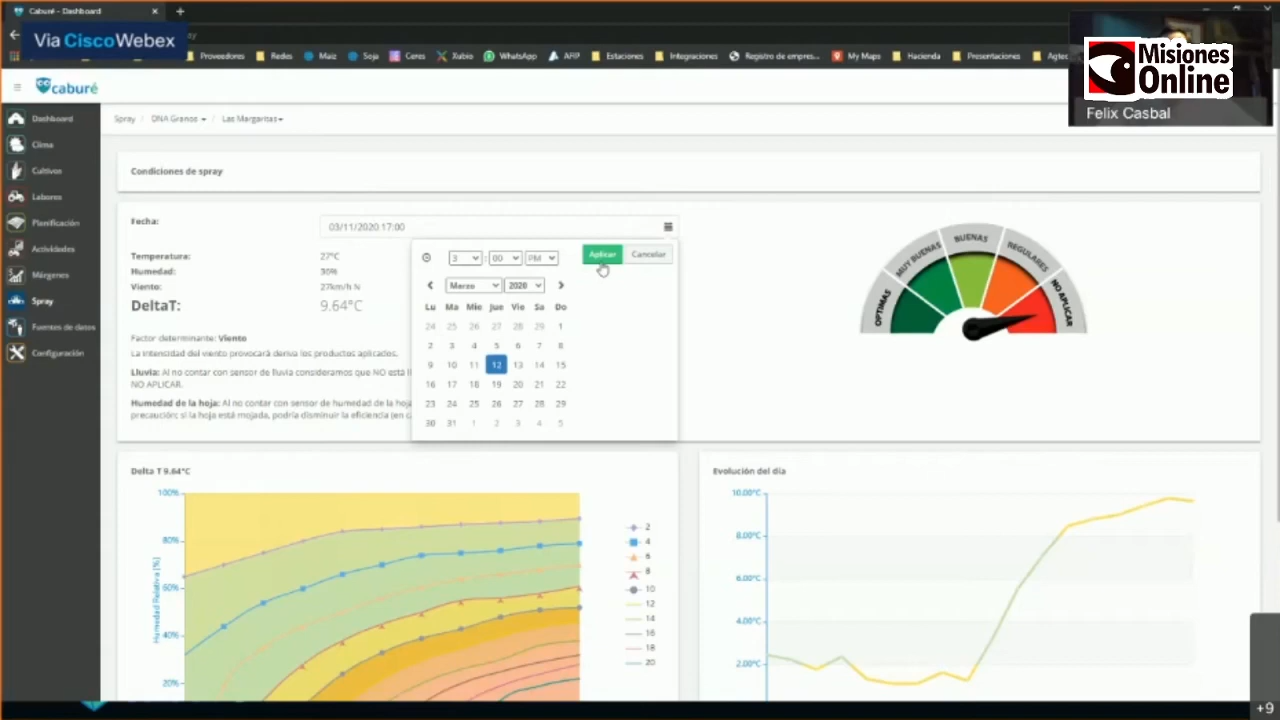 Caburé - Dashboard
Via CiscoWebex
Proveedores
Redes
Maiz
Soja
Ceres
Xubio
WhatsApp
AFIP
Estaciones
Integraciones
Registro de empres...
My Maps
Hacienda
Presentaciones
Misiones
Online
Felix Casbal
caburé
Spray / DNA Granos / Las Margaritas
Dashboard
Clima
Cultivos
Labores
Planificación
Actividades
Márgenes
Spray
Fuentes de datos
Configuración
Condiciones de spray
Fecha:
03/11/2020 17:00
Temperatura:
27°C
Humedad:
30%
Viento:
27km/h N
DeltaT:
9.64°C
Factor determinante: Viento
La intensidad del viento provocará deriva los productos aplicados.
Lluvia: Al no contar con sensor de lluvia consideramos que NO está ll
NO APLICAR.
Humedad de la hoja: Al no contar con sensor de humedad de la hoja
precaución: si la hoja está mojada, podría disminuir la eficiencia (en c
3 : 00 PM
Aplicar
Cancelar
Marzo 2020
Lu Ma Mie Jue Vie Sa Do
24 25 26 27 28 29 1
2 3 4 5 6 7 8
9 10 11 12 13 14 15
16 17 18 19 20 21 22
23 24 25 26 27 28 29
30 31 1 2 3 4 5
OPTIMAS
MUY BUENAS
BUENAS
REGULARES
NO APLICAR
Delta T 9.64°C
100%
80%
60%
40%
20%
Humedad Relativa (%)
2
4
6
8
10
12
14
16
18
20
Evolución del día
10.00°C
8.00°C
6.00°C
4.00°C
2.00°C
+9